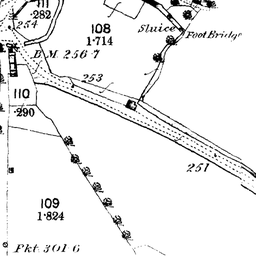 111
.282
254
108
1.714
Sluice
Foot Bridge
B.M. 256.7
253
110
.290
251
109
1.824
Pkt. 301.6